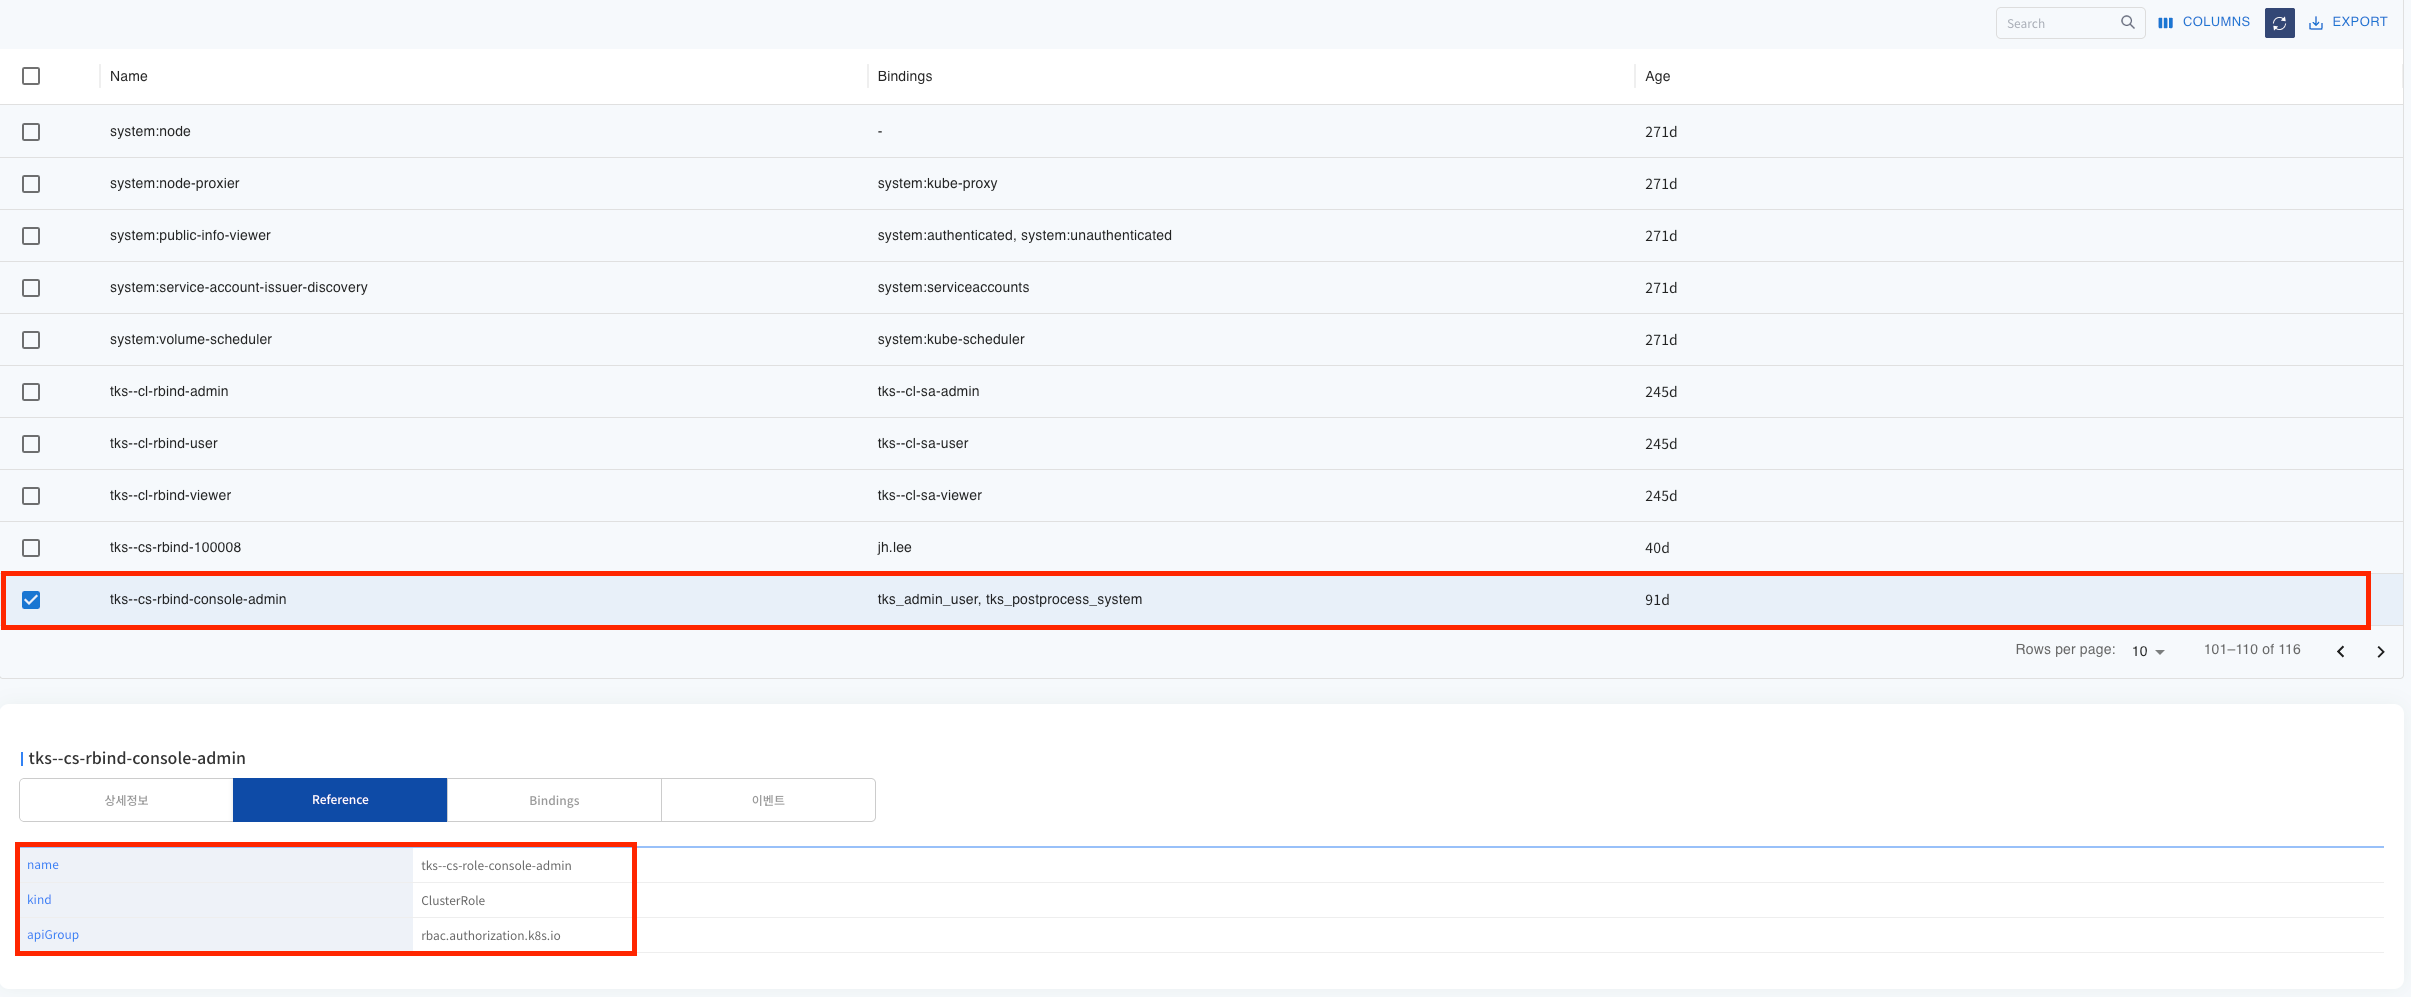 Search COLUMNS EXPORT
Name Bindings Age
system:node - 271d
system:node-proxier system:kube-proxy 271d
system:public-info-viewer system:authenticated, system:unauthenticated 271d
system:service-account-issuer-discovery system:serviceaccounts 271d
system:volume-scheduler system:kube-scheduler 271d
tks--cl-rbind-admin tks--cl-sa-admin 245d
tks--cl-rbind-user tks--cl-sa-user 245d
tks--cl-rbind-viewer tks--cl-sa-viewer 245d
tks--cs-rbind-100008 jh.lee 40d
tks--cs-rbind-console-admin tks_admin_user, tks_postprocess_system 91d
Rows per page: 10 101–110 of 116
tks--cs-rbind-console-admin
상세정보 Reference Bindings 이벤트
name tks--cs-role-console-admin
kind ClusterRole
apiGroup rbac.authorization.k8s.io